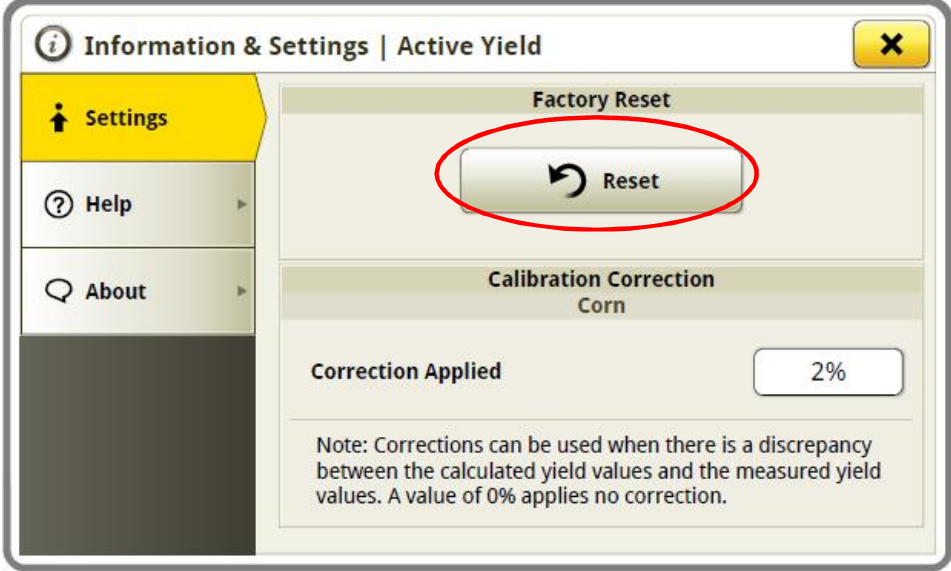 Information & Settings | Active Yield
Settings
Help
About
Factory Reset
Reset
Calibration Correction
Corn
Correction Applied
2%
Note: Corrections can be used when there is a discrepancy
between the calculated yield values and the measured yield
values. A value of 0% applies no correction.